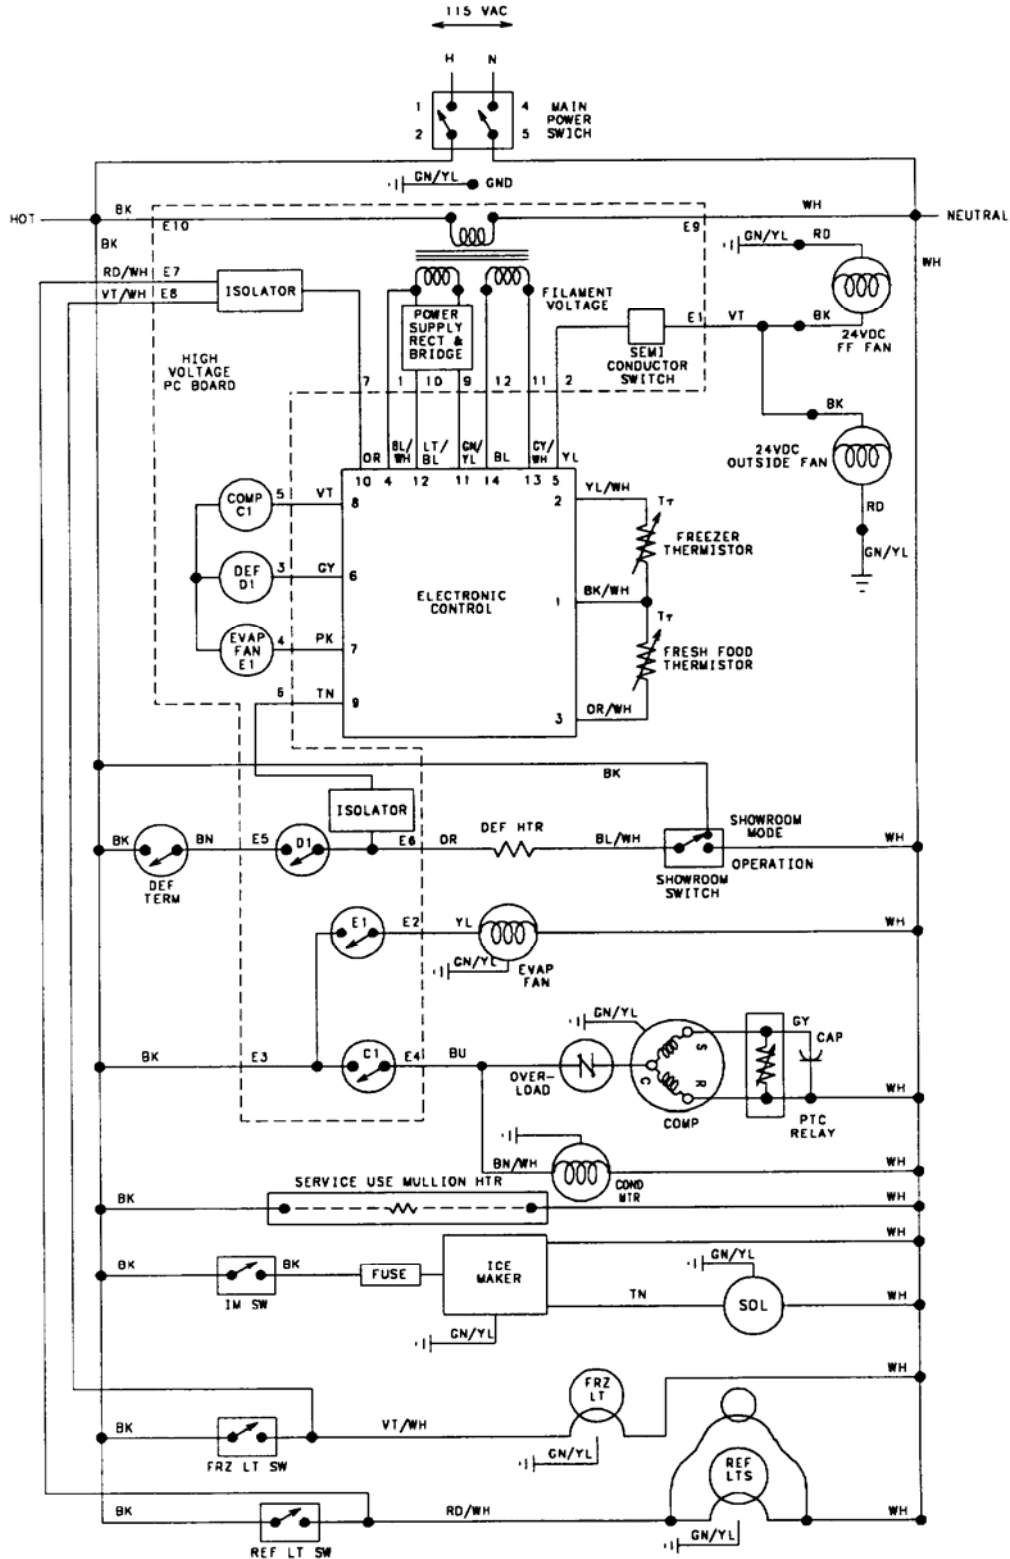 115 VAC
H N
1 4 MAIN
POWER
2 5 SWICH
GN/YL GND
HOT BK E10 E9 WH NEUTRAL
BK
GN/YL RD
WH
RD/WH E7
VT/WH E8
ISOLATOR
FILAMENT
VOLTAGE
POWER
SUPPLY
RECT &
BRIDGE
E1 VT BK
24VDC
FF FAN
SEMI
CONDUCTOR
SWITCH
HIGH
VOLTAGE
PC BOARD
7 1 10 9 12 11 2
BK
24VDC
OUTSIDE FAN
OR BL/
WH LT/
BL GN/
YL BL GY/
WH YL
10 4 12 11 14 13 5
YL/WH
COMP
C1
5 VT 8
2
TT
RD
FREEZER
THERMISTOR
GN/YL
DEF
D1
3 GY 6
ELECTRONIC
CONTROL
1 BK/WH
TT
EVAP
FAN
E1
4 PK 7
FRESH FOOD
THERMISTOR
6 TN 9
3 OR/WH
BK
ISOLATOR
SHOWROOM
MODE
BK BN E5 D1 E6 OR DEF HTR BL/WH WH
OPERATION
DEF
TERM
SHOWROOM
SWITCH
E1 E2 YL WH
GN/YL
EVAP
FAN
GN/YL
S
GY
CAP
BK E3 C1 E4 BU
OVER-
LOAD
C
R
WH
COMP
PTC
RELAY
BN/WH WH
COND
MTR
SERVICE USE MULLION HTR
BK WH
WH
BK BK FUSE ICE
MAKER
GN/YL
IM SW
TN SOL WH
GN/YL
WH
FRZ
LT
BK VT/WH
GN/YL
FRZ LT SW
REF
LTS
BK RD/WH WH
GN/YL
REF LT SW